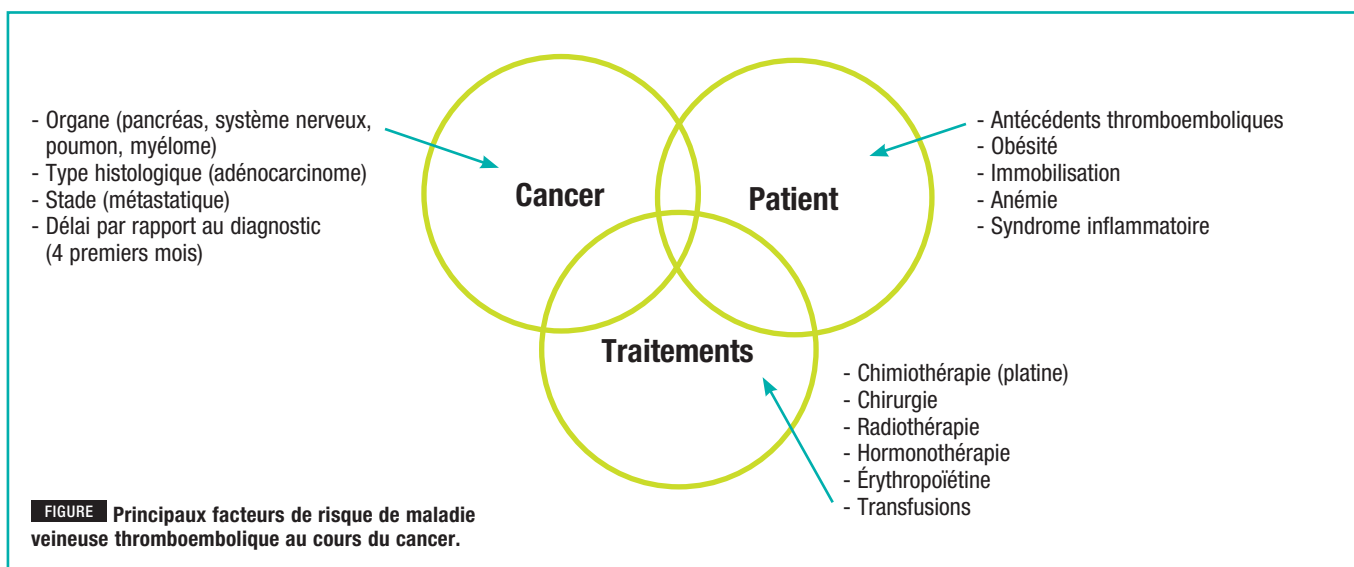 - Organe (pancréas, système nerveux,
poumon, myélome)
- Type histologique (adénocarcinome)
- Stade (métastatique)
- Délai par rapport au diagnostic
(4 premiers mois)
Cancer
Patient
- Antécédents thromboemboliques
- Obésité
- Immobilisation
- Anémie
- Syndrome inflammatoire
Traitements
- Chimiothérapie (platine)
- Chirurgie
- Radiothérapie
- Hormonothérapie
- Érythropoïétine
- Transfusions
FIGURE Principaux facteurs de risque de maladie
veineuse thromboembolique au cours du cancer.